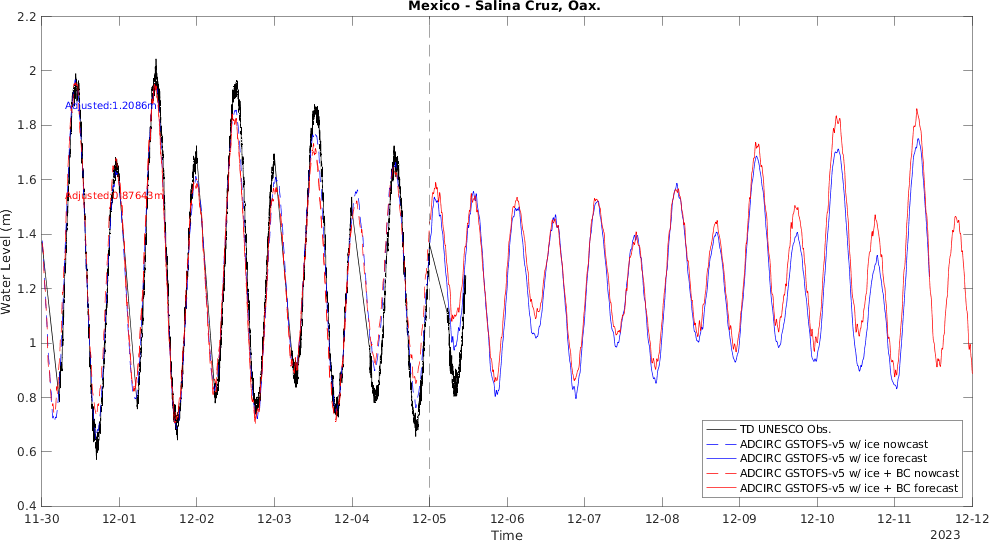 Mexico - Salina Cruz, Oax.
2.2
2
1.8
1.6
1.4
1.2
1
0.8
0.6
0.4
Water Level (m)
Adjusted:1.2086m
Adjusted:0.87643m
TD UNESCO Obs.
ADCIRC GSTOFS-v5 w/ ice nowcast
ADCIRC GSTOFS-v5 w/ ice forecast
ADCIRC GSTOFS-v5 w/ ice + BC nowcast
ADCIRC GSTOFS-v5 w/ ice + BC forecast
11-30 12-01 12-02 12-03 12-04 12-05 12-06 12-07 12-08 12-09 12-10 12-11 12-12
Time
2023